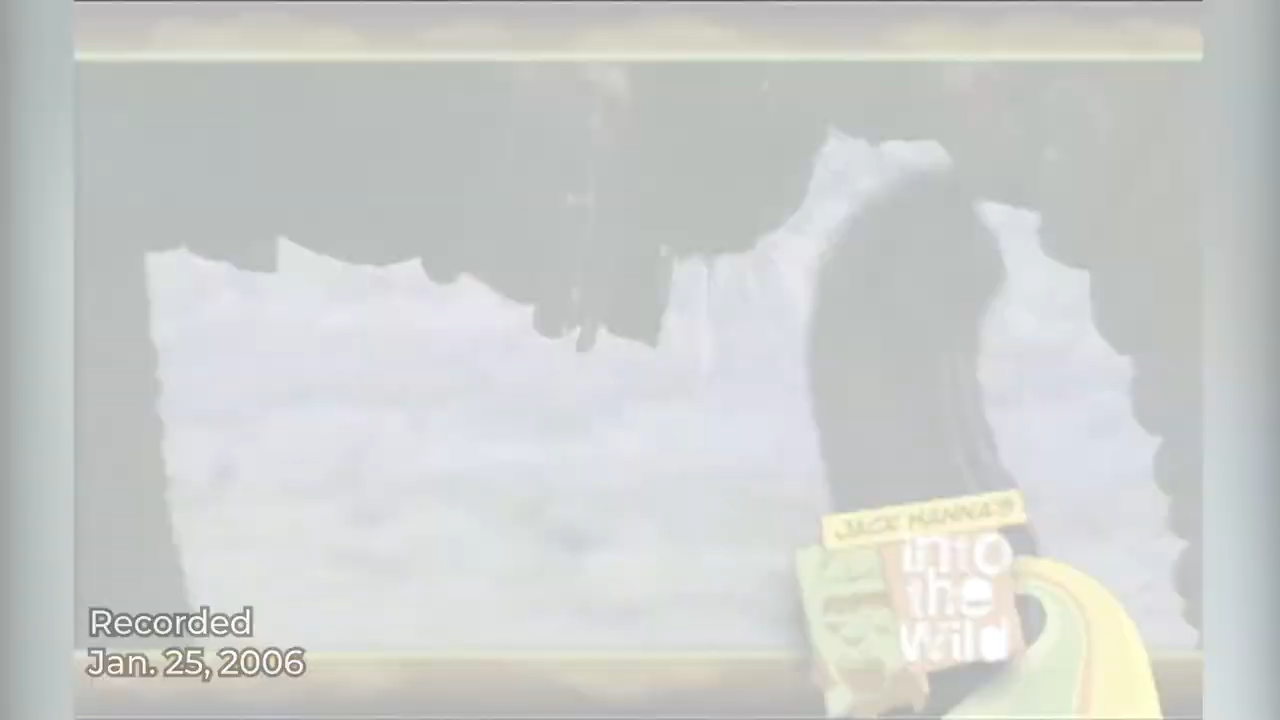 JACK HANNA'S
into
the
wild
Recorded
Jan. 25, 2006